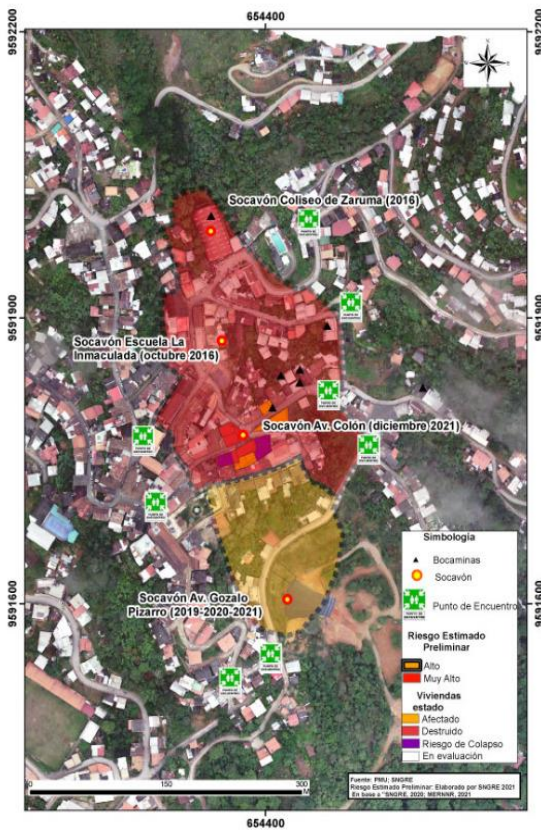 654400
9592200
9592200
Socavón Coliseo de Zaruma (2016)
9591900
9591900
Socavón Escuela La
Inmaculada (octubre 2016)
Socavón Av. Colón (diciembre 2021)
Socavón Av. Gozalo
Pizarro (2019-2020-2021)
9591600
9591600
Simbología
Bocaminas
Socavón
Punto de Encuentro
Riesgo Estimado
Preliminar
Alto
Muy Alto
Viviendas
estado
Afectado
Destruido
Riesgo de Colapso
En evaluación
0 150 300
M
Fuente: PMU; SNGRE
Riesgo Estimado Preliminar: Elaborado por SNGRE 2021
En base a "SNGRE, 2020; MERNNR, 2021
654400